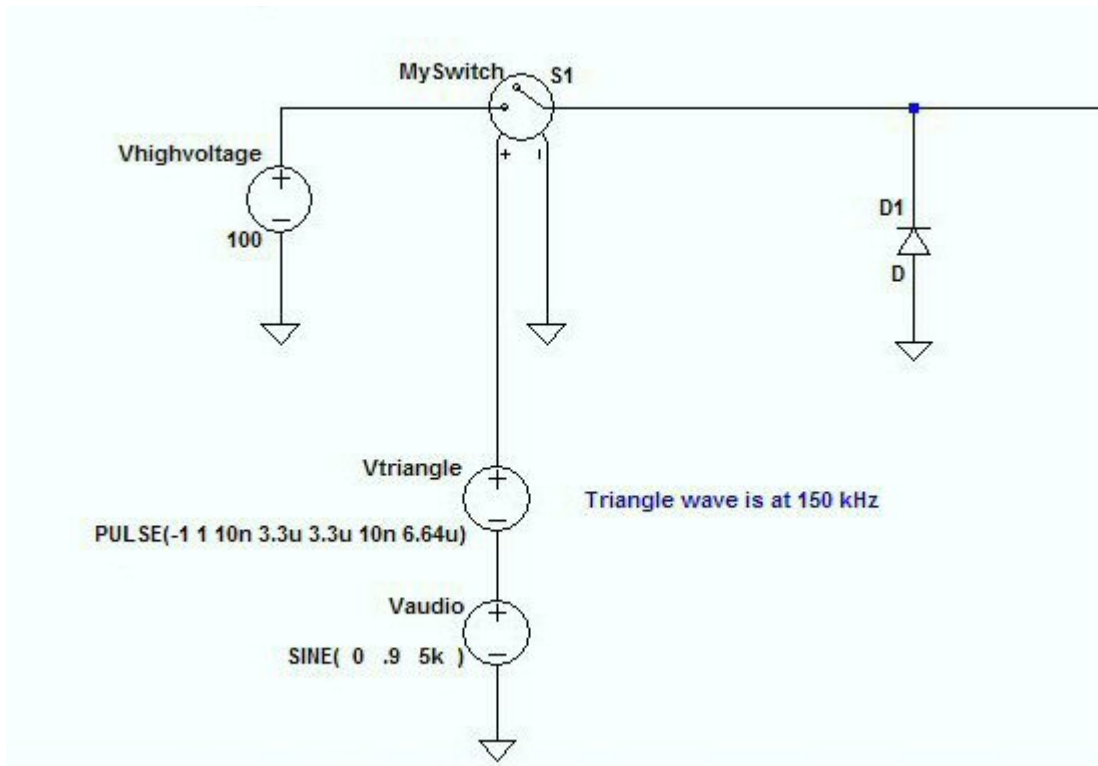 MySwitch
S1
Vhighvoltage
100
D1
D
Vtriangle
Triangle wave is at 150 kHz
PULSE(-1 1 10n 3.3u 3.3u 10n 6.64u)
Vaudio
SINE( 0 .9 5k )